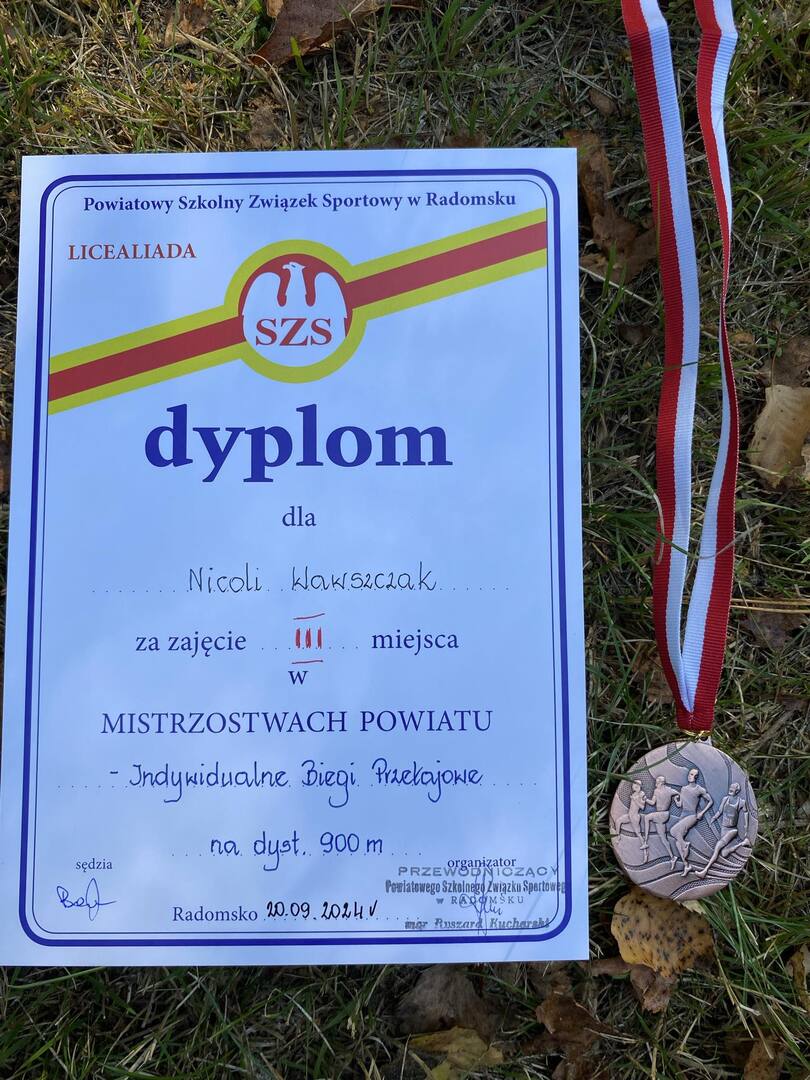 Powiatowy Szkolny Związek Sportowy w Radomsku
LICEALIADA
SZS
dyplom
dla
Nicoli Wawszczak
za zajęcie III miejsca
w
MISTRZOSTWACH POWIATU
- Indywidualne Biegi Przełajowe
na dyst. 900 m
sędzia
organizator
PRZEWODNICZĄCY
Powiatowego Szkolnego Związku Sportowego
w RADOMSKU
mgr Ryszard Kucharski
Radomsko 20.09.2024